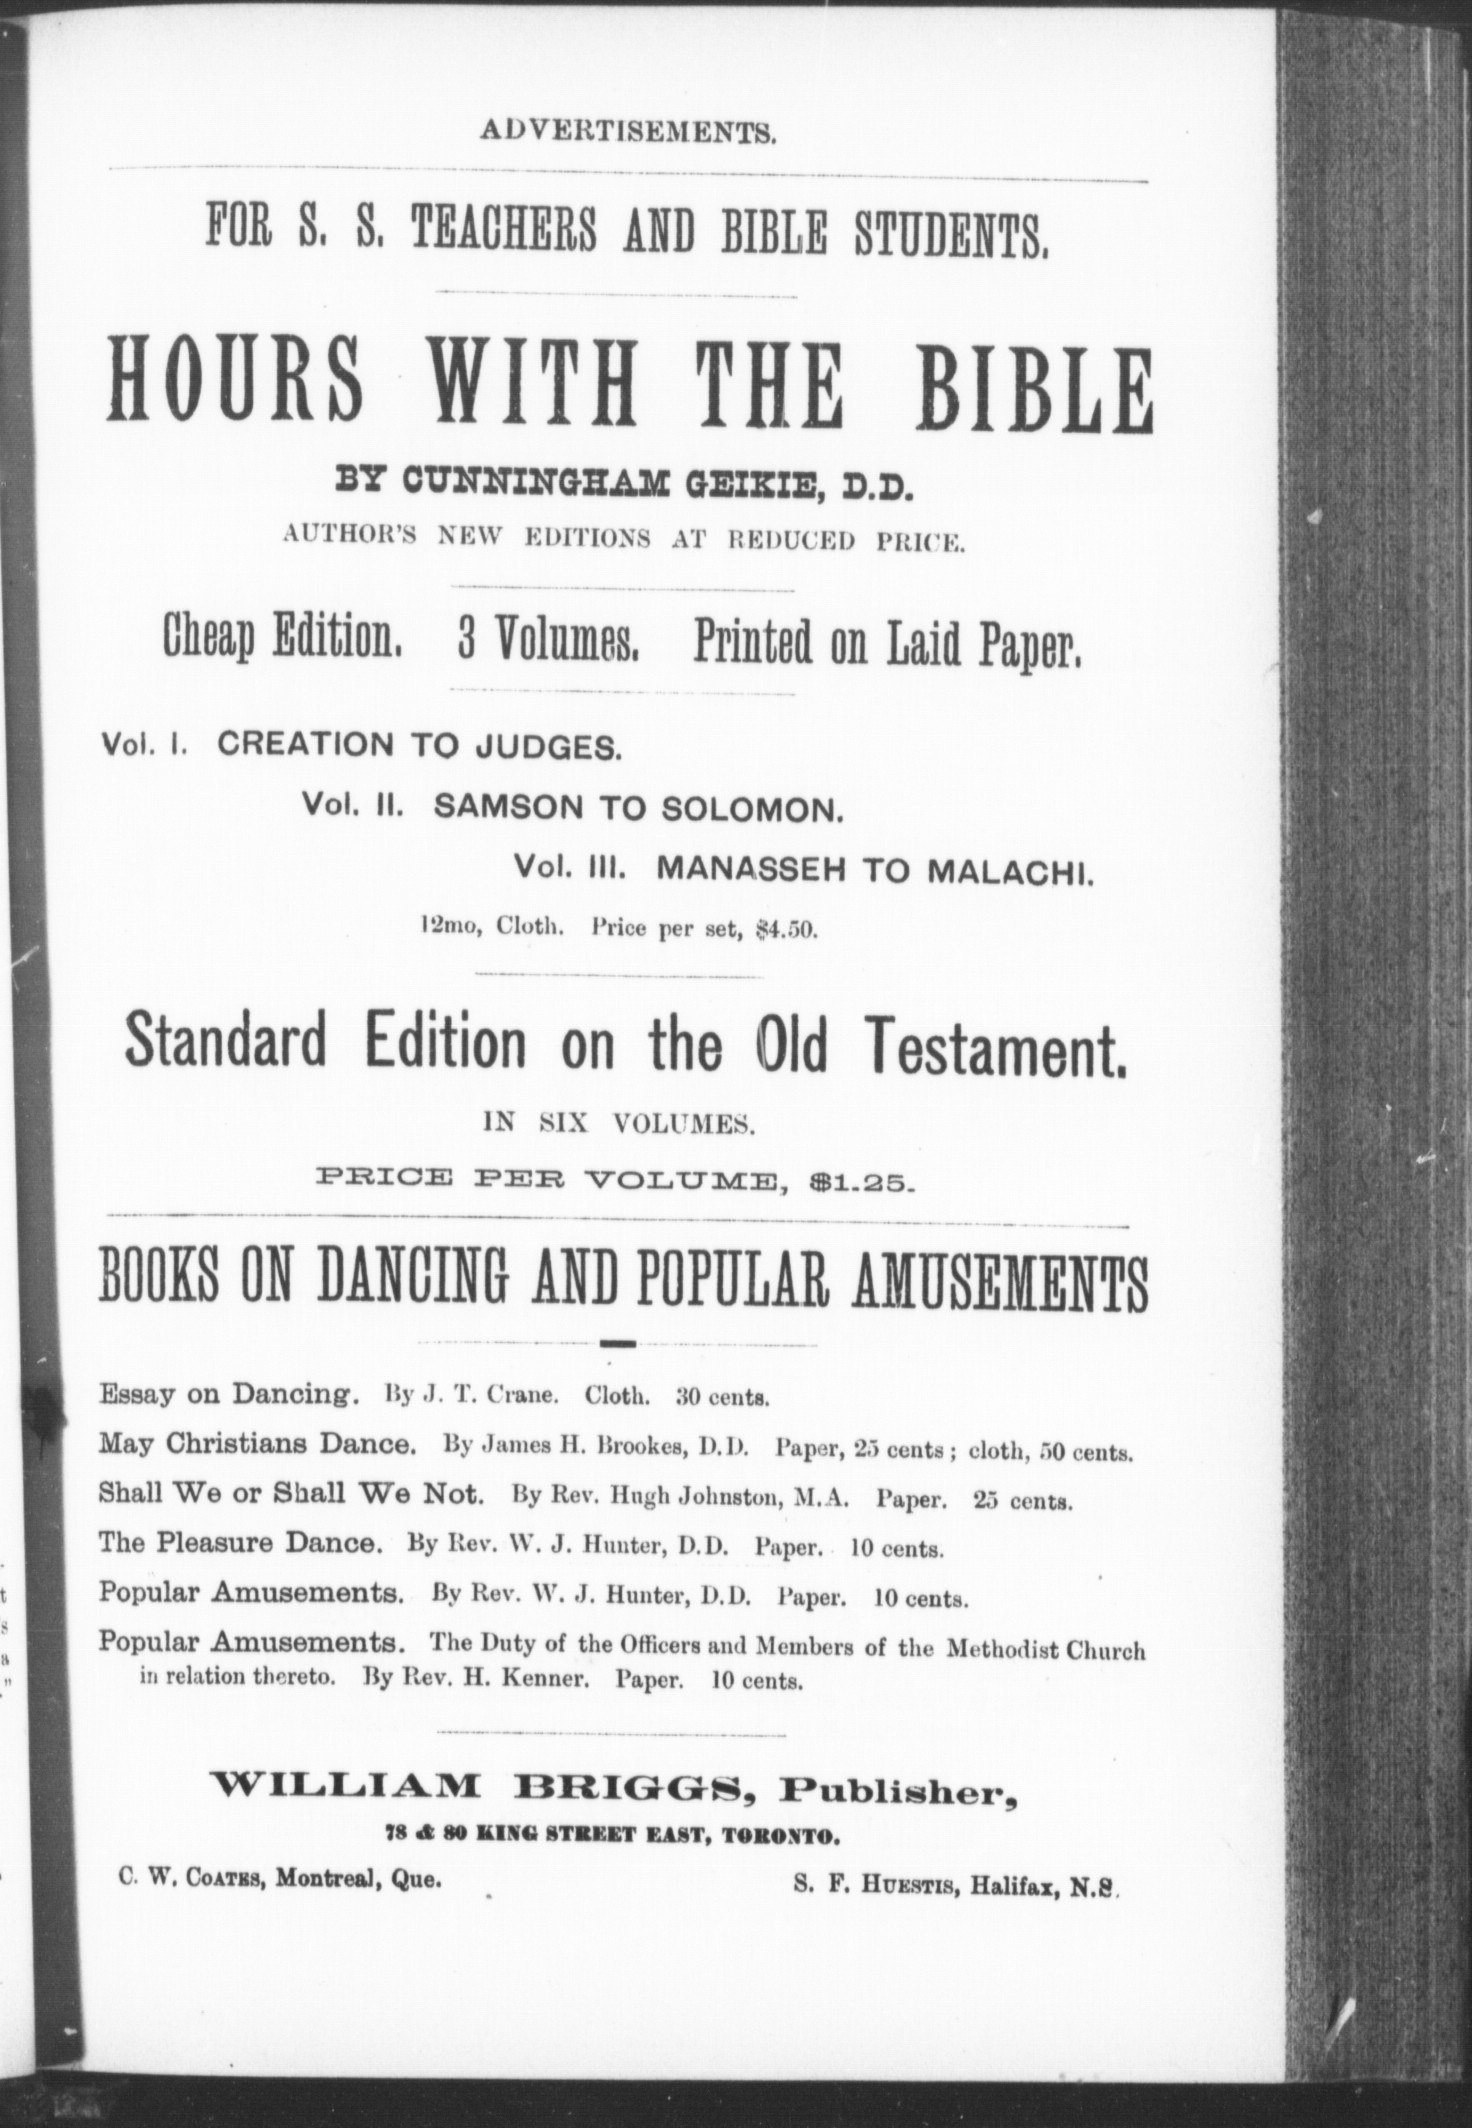 ADVERTISEMENTS.
FOR S. S. TEACHERS AND BIBLE STUDENTS.
HOURS WITH THE BIBLE
BY CUNNINGHAM GEIKIE, D.D.
AUTHOR'S NEW EDITIONS AT REDUCED PRICE.
Cheap Edition. 3 Volumes. Printed on Laid Paper.
Vol. I. CREATION TO JUDGES.
Vol. II. SAMSON TO SOLOMON.
Vol. III. MANASSEH TO MALACHI.
12mo, Cloth. Price per set, $4.50.
Standard Edition on the Old Testament.
IN SIX VOLUMES.
PRICE PER VOLUME, $1.25.
BOOKS ON DANCING AND POPULAR AMUSEMENTS
Essay on Dancing. By J. T. Crane. Cloth. 30 cents.
May Christians Dance. By James H. Brookes, D.D. Paper, 25 cents; cloth, 50 cents.
Shall We or Shall We Not. By Rev. Hugh Johnston, M.A. Paper. 25 cents.
The Pleasure Dance. By Rev. W. J. Hunter, D.D. Paper. 10 cents.
Popular Amusements. By Rev. W. J. Hunter, D.D. Paper. 10 cents.
Popular Amusements. The Duty of the Officers and Members of the Methodist Church
in relation thereto. By Rev. H. Kenner. Paper. 10 cents.
WILLIAM BRIGGS, Publisher,
78 & 80 KING STREET EAST, TORONTO.
C. W. COATES, Montreal, Que. S. F. HUESTIS, Halifax, N.S.